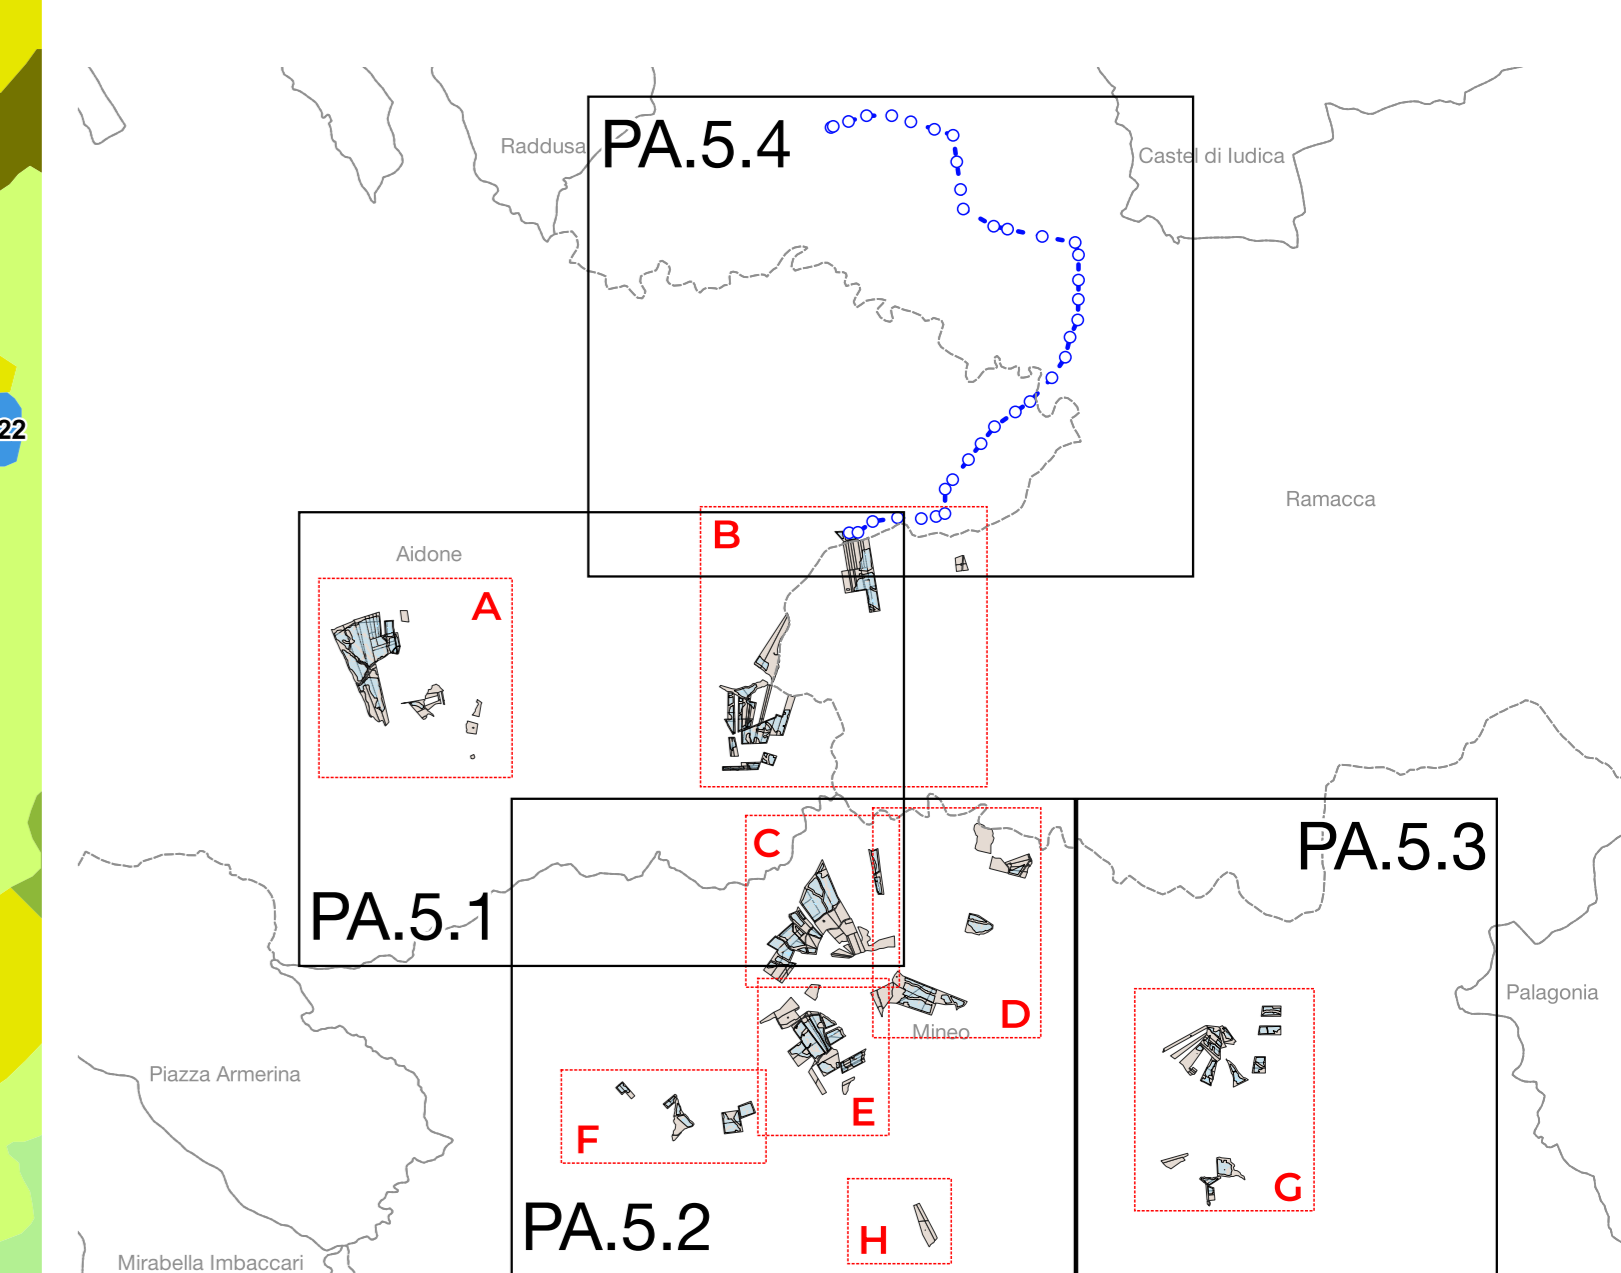 Raddusa
PA.5.4
Castel di Iudica
22
Ramacca
B
Aidone
A
C
PA.5.3
PA.5.1
Palagonia
D
Mineo
Piazza Armerina
E
F
G
PA.5.2
H
Mirabella Imbaccari